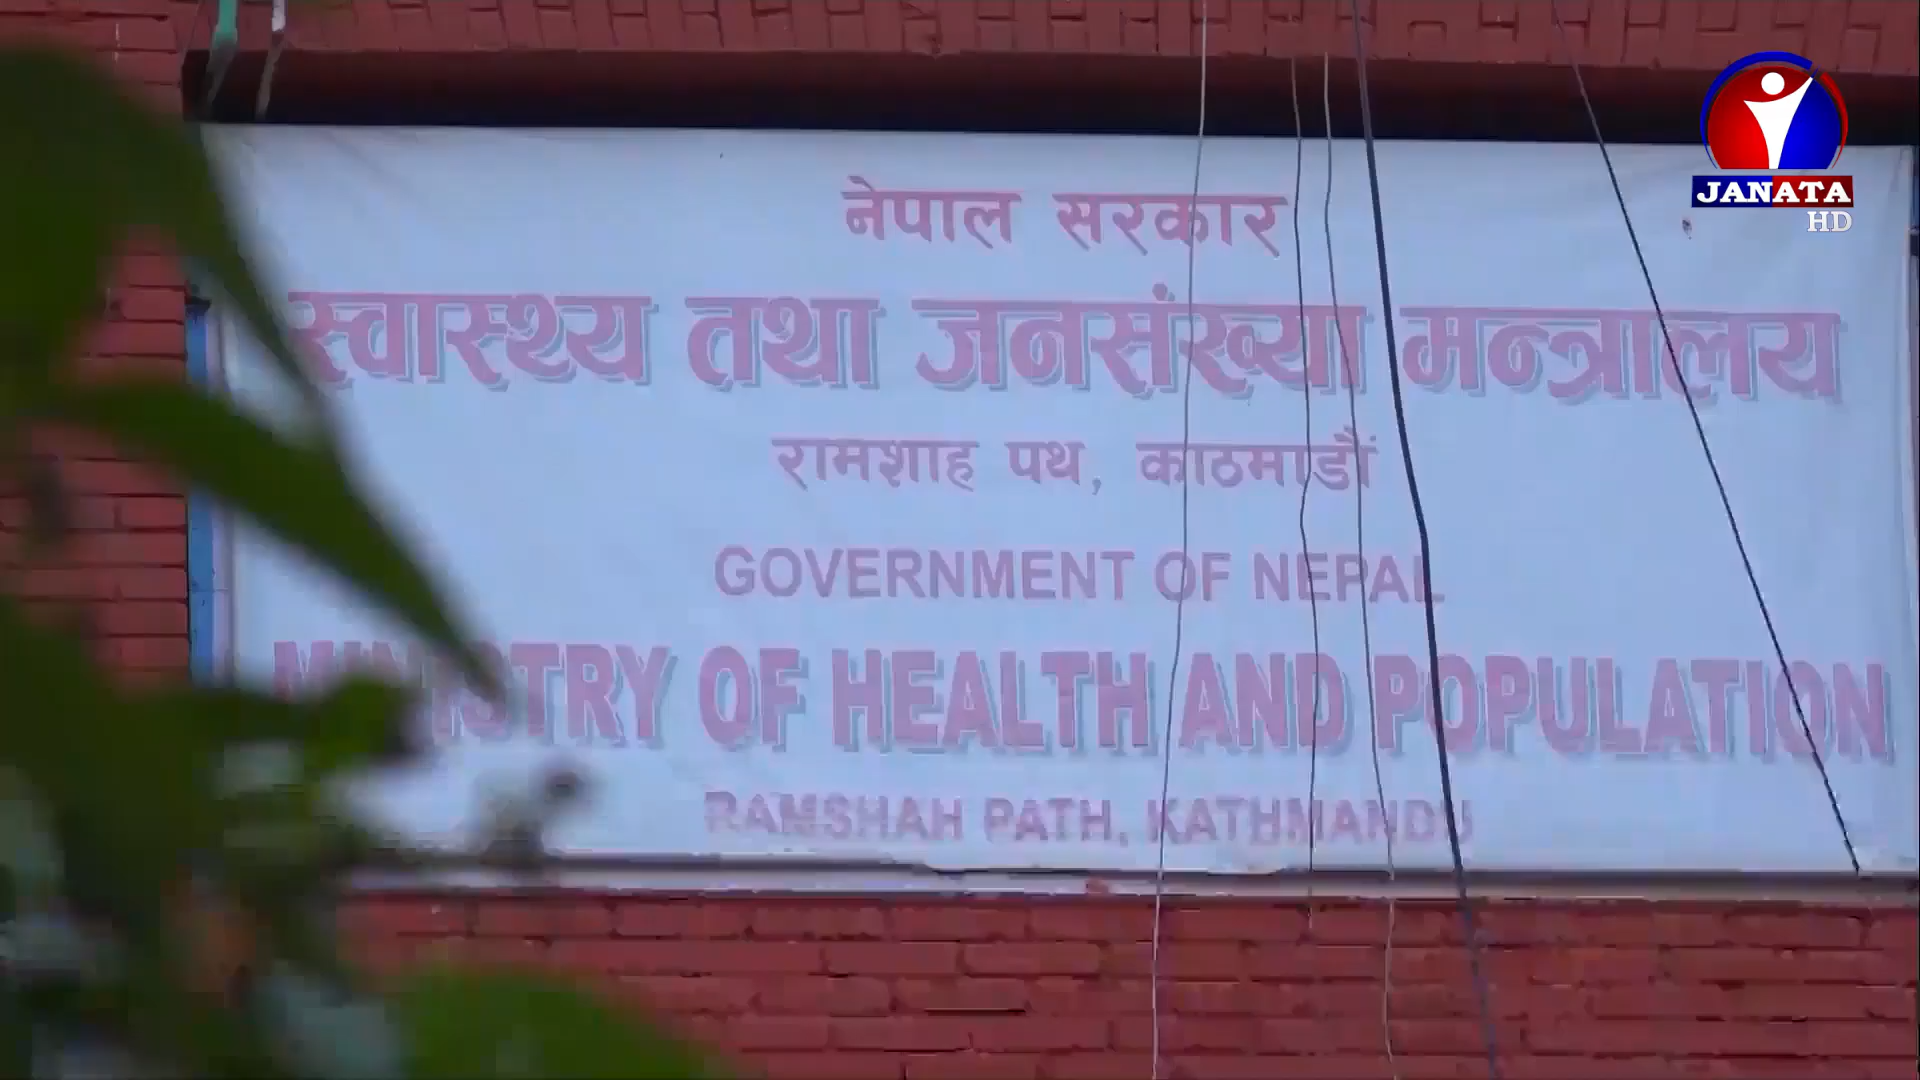 JANATA
HD
नेपाल सरकार
स्वास्थ्य तथा जनसंख्या मन्त्रालय
रामशाह पथ, काठमाडौं
GOVERNMENT OF NEPAL
MINISTRY OF HEALTH AND POPULATION
RAMSHAH PATH, KATHMANDU